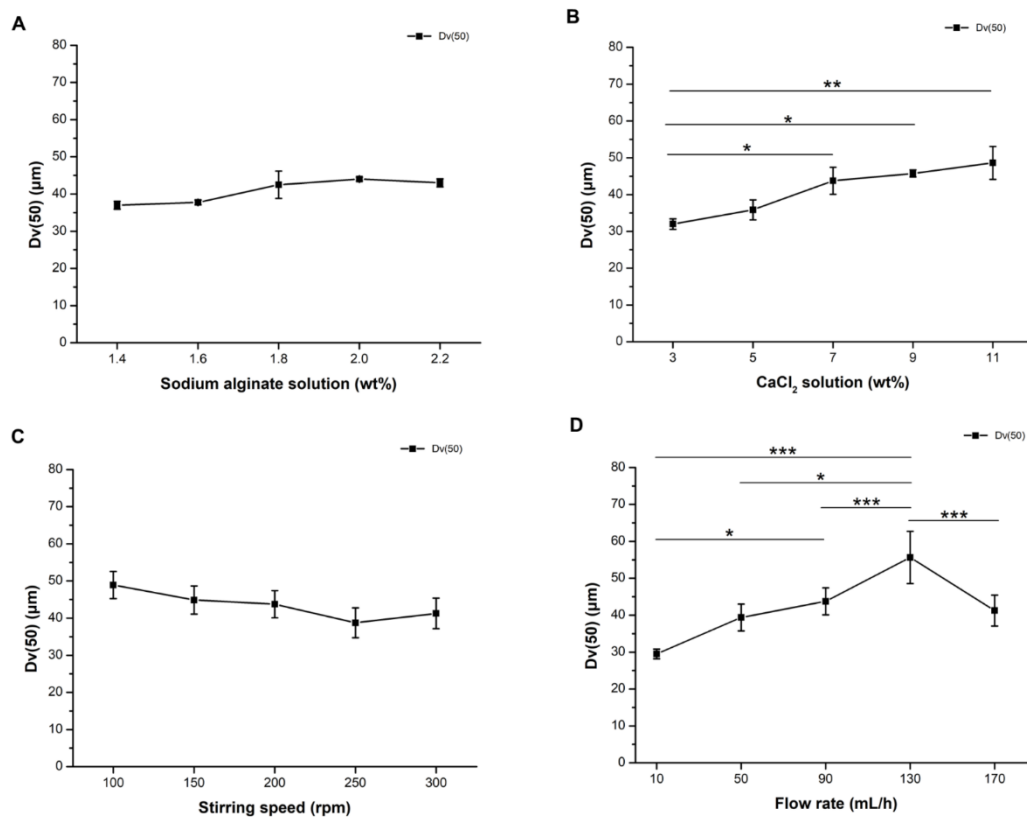 A
Dv(50)
80
70
60
50
40
30
20
10
0
Dv(50) (µm)
1.4 1.6 1.8 2.0 2.2
Sodium alginate solution (wt%)
B
Dv(50)
80
70
60
50
40
30
20
10
0
Dv(50) (µm)
**
*
*
3 5 7 9 11
CaCl₂ solution (wt%)
C
Dv(50)
80
70
60
50
40
30
20
10
0
Dv(50) (µm)
100 150 200 250 300
Stirring speed (rpm)
D
Dv(50)
80
70
60
50
40
30
20
10
0
Dv(50) (µm)
***
*
***
***
*
10 50 90 130 170
Flow rate (mL/h)